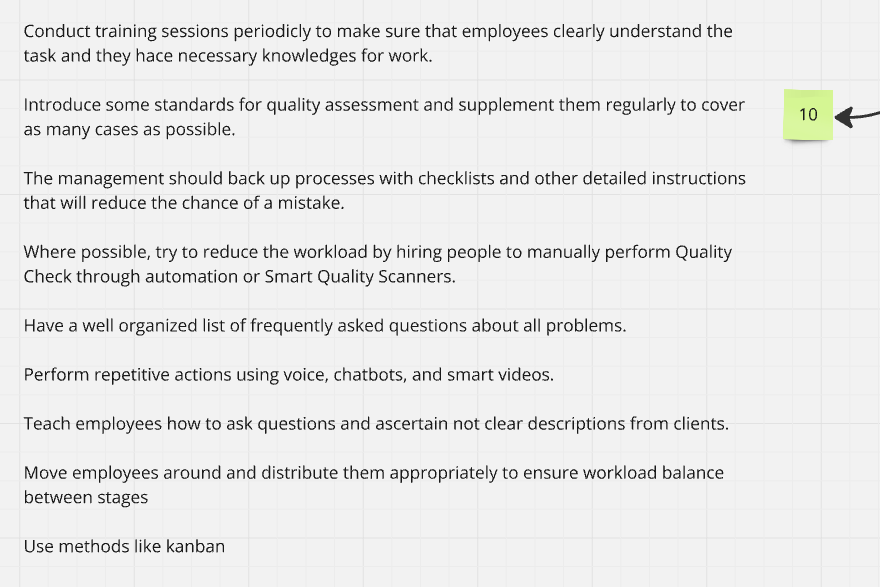 Conduct training sessions periodicly to make sure that employees clearly understand the
task and they hace necessary knowledges for work.
Introduce some standards for quality assessment and supplement them regularly to cover
as many cases as possible.
10
The management should back up processes with checklists and other detailed instructions
that will reduce the chance of a mistake.
Where possible, try to reduce the workload by hiring people to manually perform Quality
Check through automation or Smart Quality Scanners.
Have a well organized list of frequently asked questions about all problems.
Perform repetitive actions using voice, chatbots, and smart videos.
Teach employees how to ask questions and ascertain not clear descriptions from clients.
Move employees around and distribute them appropriately to ensure workload balance
between stages
Use methods like kanban